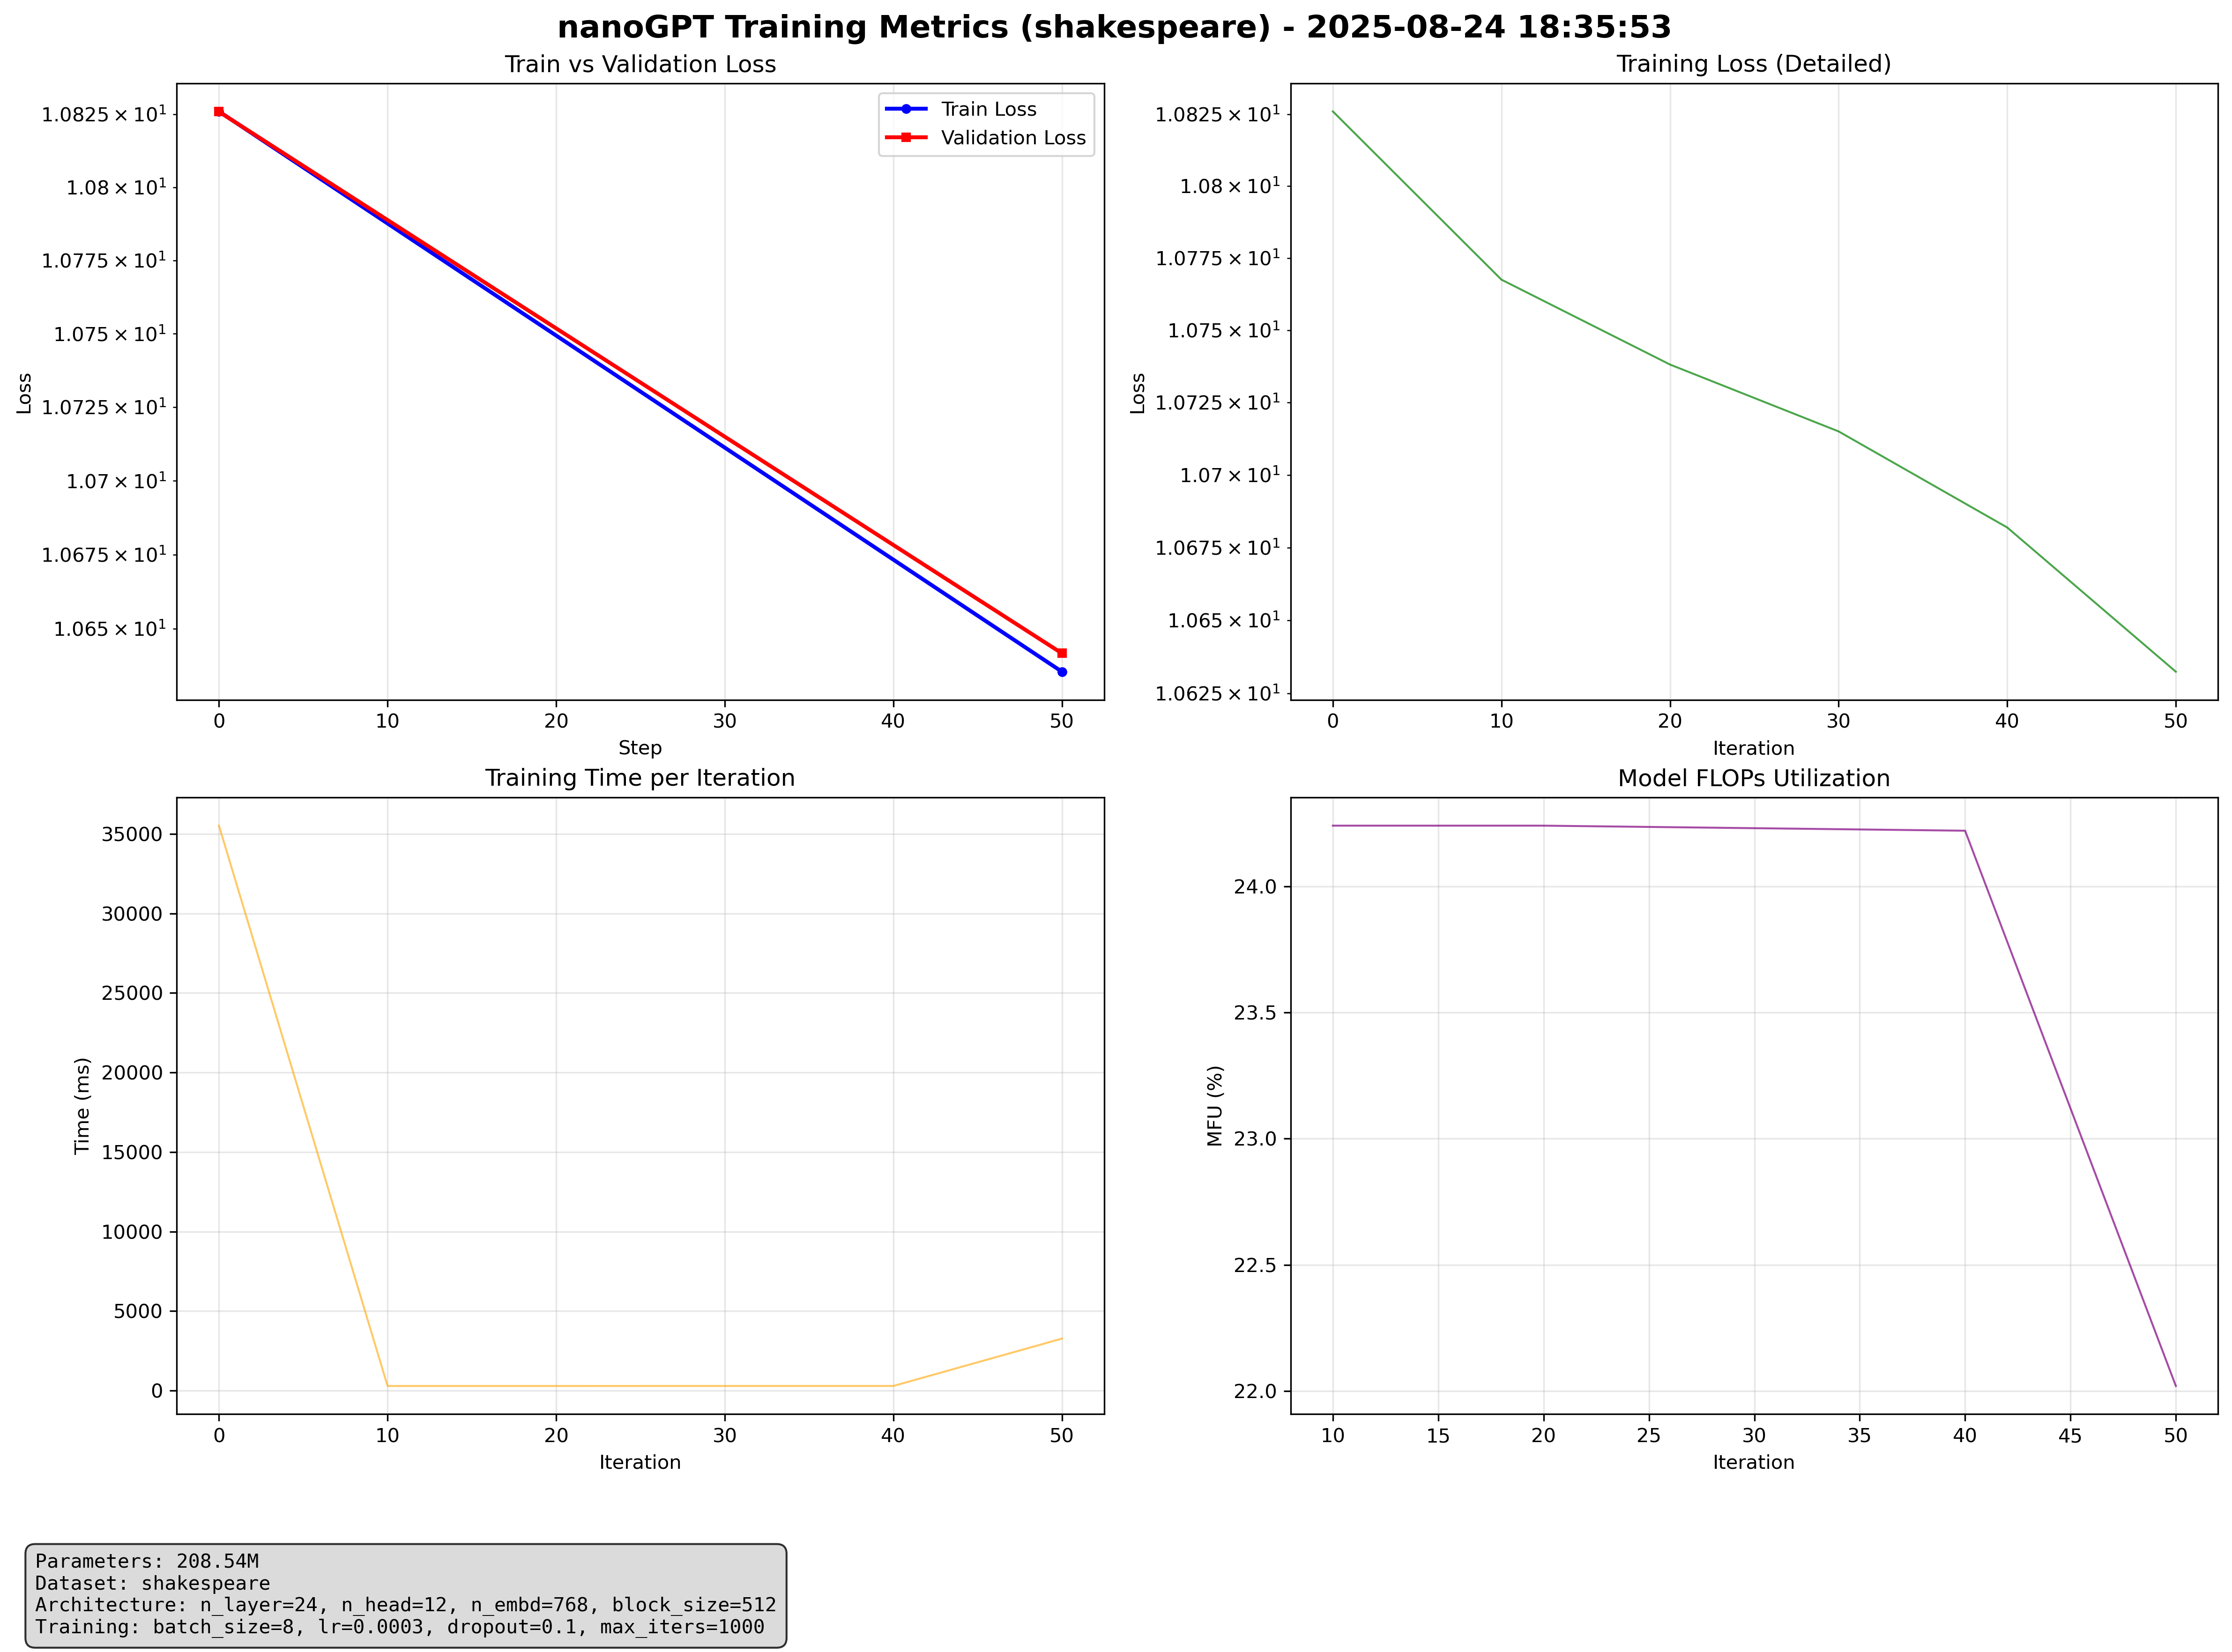 nanoGPT Training Metrics (shakespeare) - 2025-08-24 18:35:53
Train vs Validation Loss
1.0825 × 10¹
1.08 × 10¹
1.0775 × 10¹
1.075 × 10¹
1.0725 × 10¹
1.07 × 10¹
1.0675 × 10¹
1.065 × 10¹
Loss
Train Loss
Validation Loss
0 10 20 30 40 50
Step
Training Loss (Detailed)
1.0825 × 10¹
1.08 × 10¹
1.0775 × 10¹
1.075 × 10¹
1.0725 × 10¹
1.07 × 10¹
1.0675 × 10¹
1.065 × 10¹
1.0625 × 10¹
Loss
0 10 20 30 40 50
Iteration
Training Time per Iteration
35000
30000
25000
20000
15000
10000
5000
0
Time (ms)
0 10 20 30 40 50
Iteration
Model FLOPs Utilization
24.0
23.5
23.0
22.5
22.0
MFU (%)
10 15 20 25 30 35 40 45 50
Iteration
Parameters: 208.54M
Dataset: shakespeare
Architecture: n_layer=24, n_head=12, n_embd=768, block_size=512
Training: batch_size=8, lr=0.0003, dropout=0.1, max_iters=1000